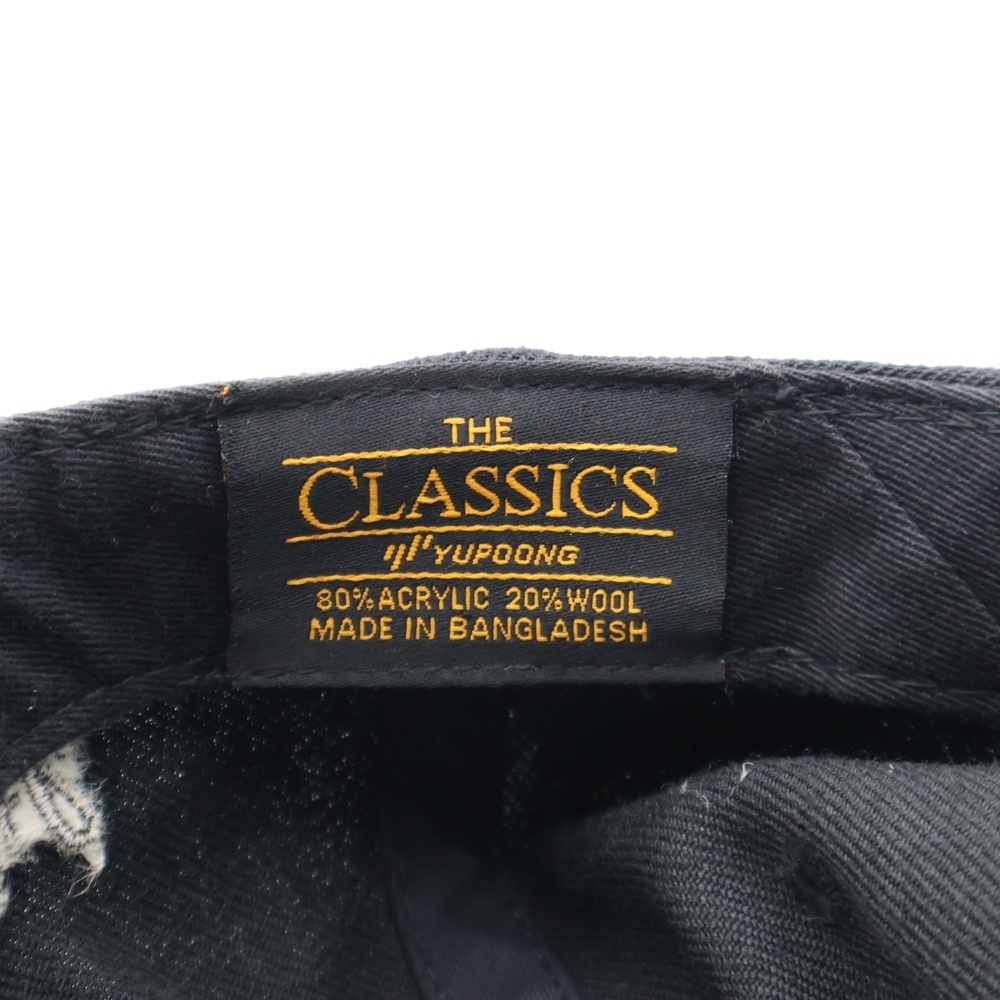 THE
CLASSICS
YUPOONG
80% ACRYLIC 20% WOOL
MADE IN BANGLADESH